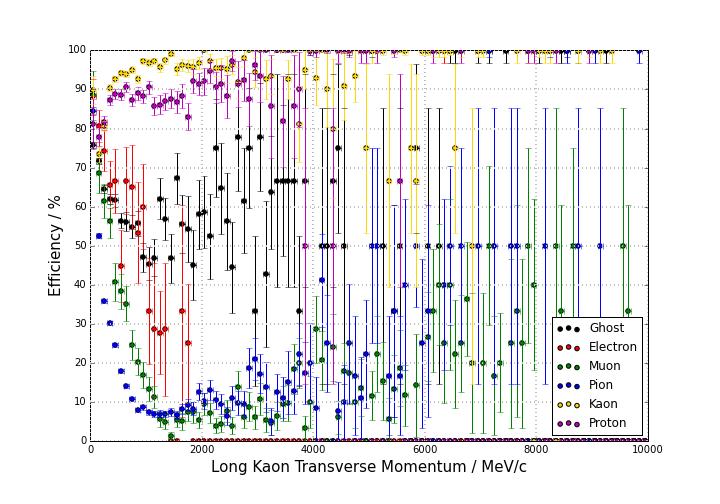 100
90
80
70
60
50
40
30
20
10
0
Efficiency / %
Ghost
Electron
Muon
Pion
Kaon
Proton
0 2000 4000 6000 8000 10000
Long Kaon Transverse Momentum / MeV/c